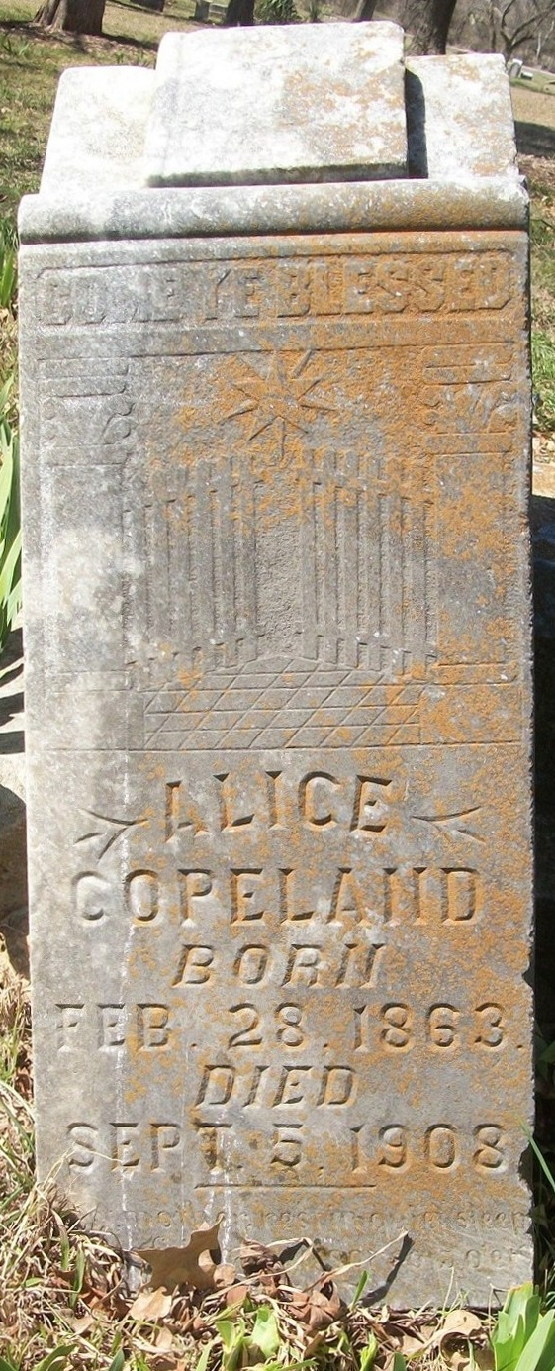 COME YE BLESSED
ALICE
COPELAND
BORN
FEB. 28. 1863.
DIED
SEPT. 5. 1908